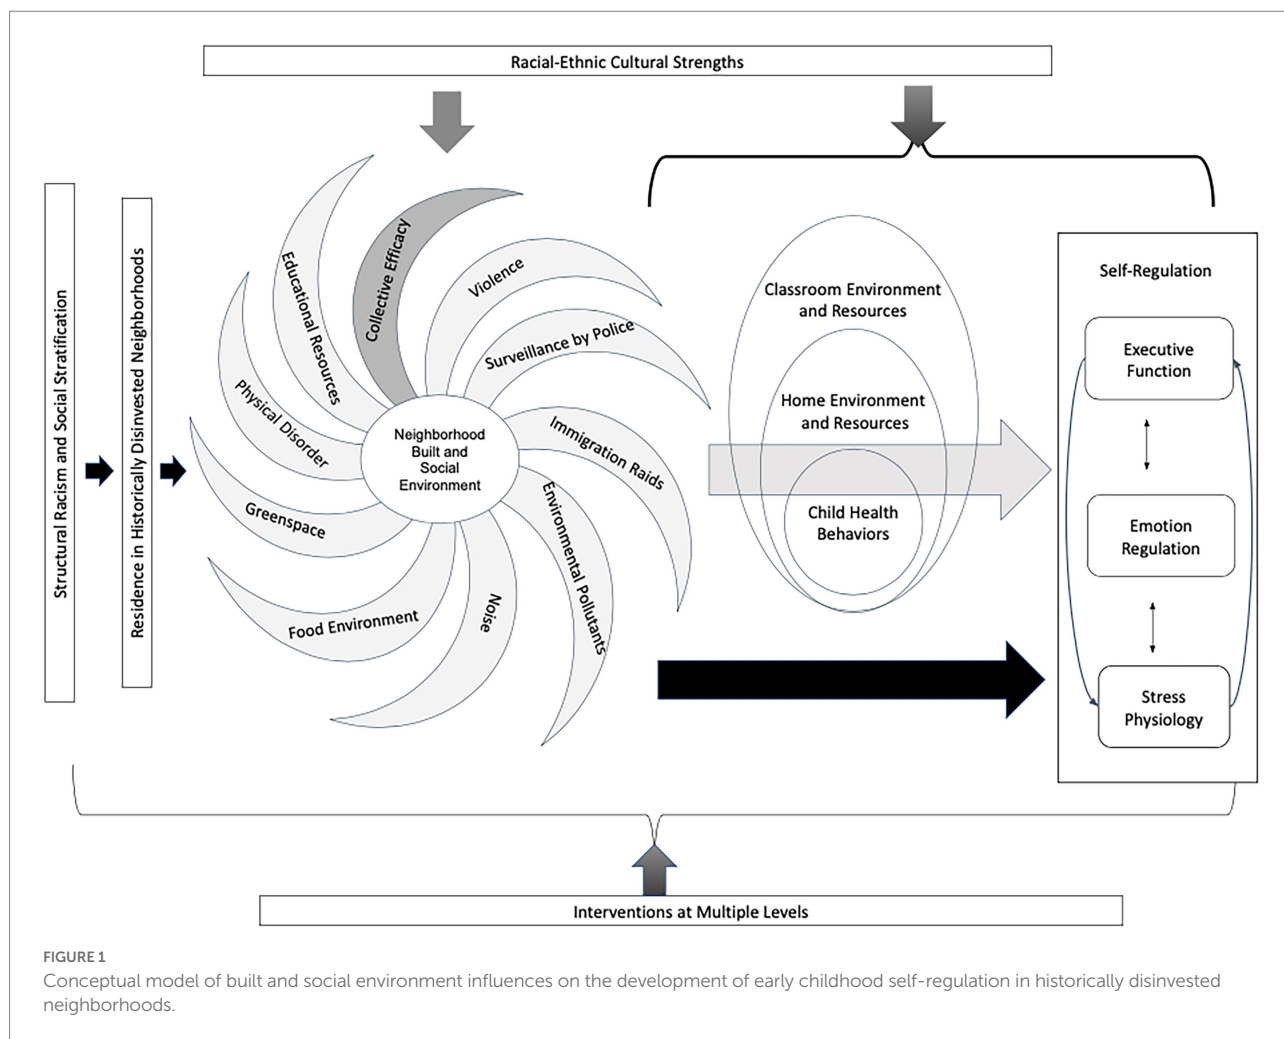 Racial-Ethnic Cultural Strengths
Structural Racism and Social Stratification
Residence in Historically Disinvested Neighborhoods
Educational Resources
Collective Efficacy
Violence
Surveillance by Police
Physical Disorder
Neighborhood
Built and
Social
Environment
Immigration Raids
Greenspace
Environmental Pollutants
Food Environment
Noise
Classroom Environment
and Resources
Home Environment
and Resources
Child Health
Behaviors
Self-Regulation
Executive
Function
Emotion
Regulation
Stress
Physiology
Interventions at Multiple Levels
FIGURE 1
Conceptual model of built and social environment influences on the development of early childhood self-regulation in historically disinvested
neighborhoods.